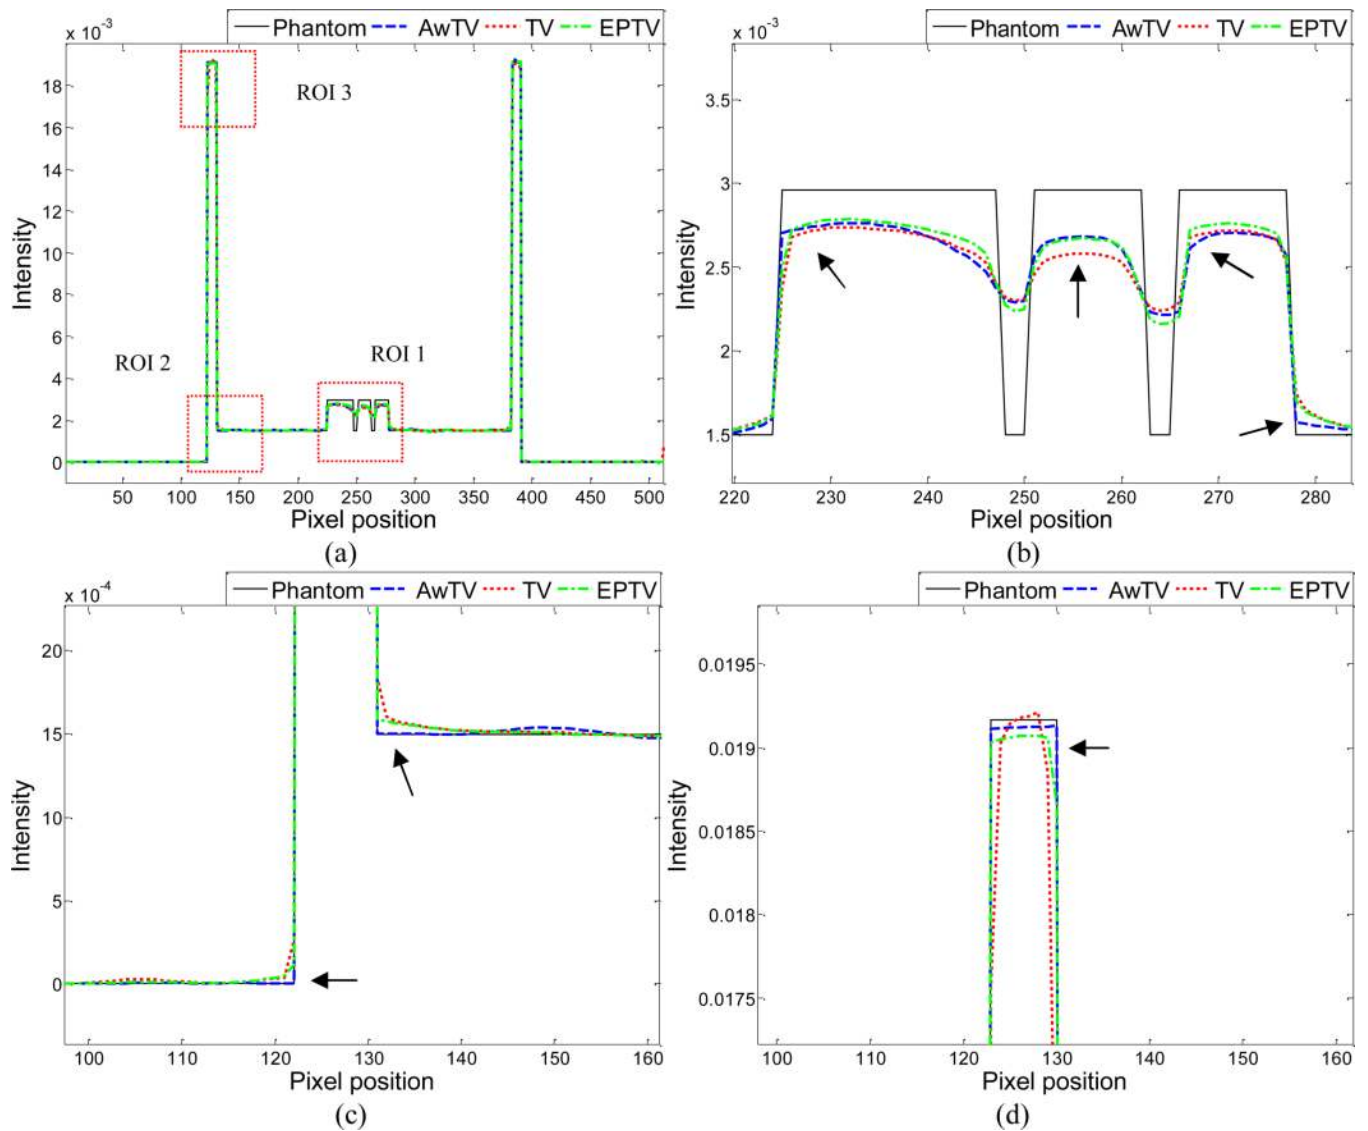 Phantom AwTV TV EPTV
x 10^-3
18
16
14
12
10
8
6
4
2
0
Intensity
ROI 3
ROI 2
ROI 1
50 100 150 200 250 300 350 400 450 500
Pixel position
(a)
Phantom AwTV TV EPTV
x 10^-3
3.5
3
2.5
2
1.5
Intensity
220 230 240 250 260 270 280
Pixel position
(b)
Phantom AwTV TV EPTV
x 10^-4
20
15
10
5
0
Intensity
100 110 120 130 140 150 160
Pixel position
(c)
Phantom AwTV TV EPTV
0.0195
0.019
0.0185
0.018
0.0175
Intensity
100 110 120 130 140 150 160
Pixel position
(d)